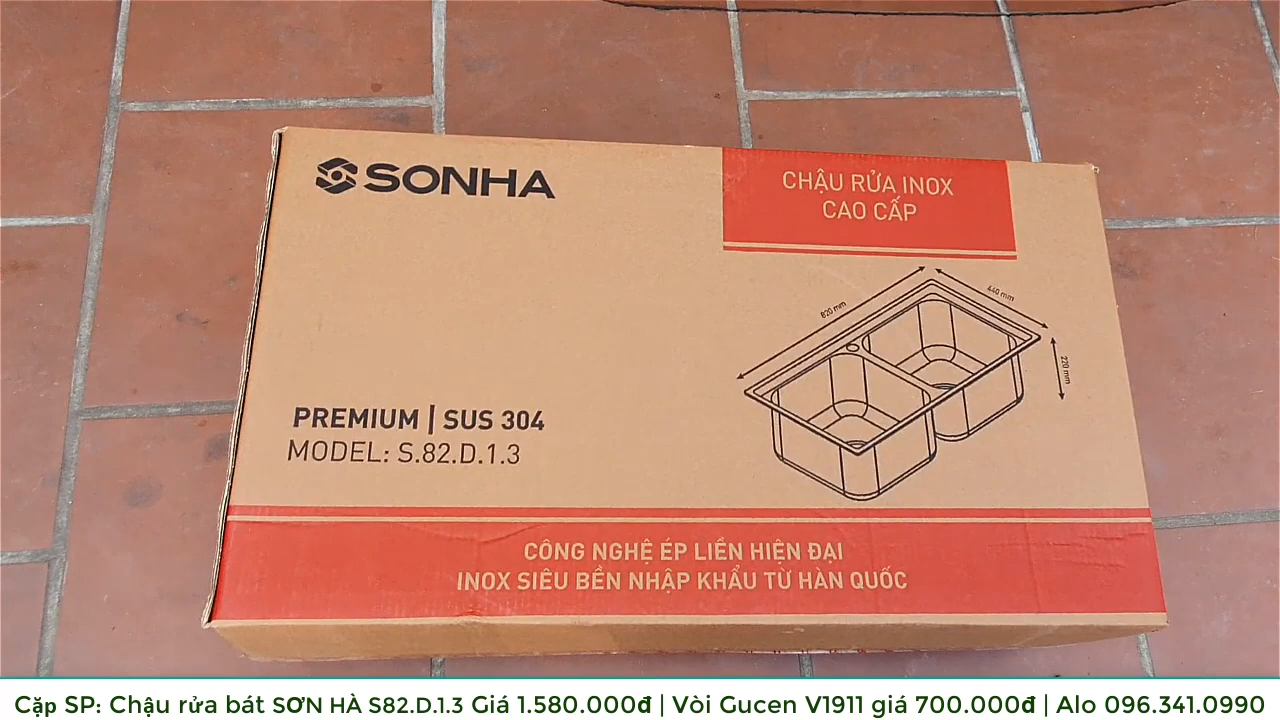 SONHA
CHẬU RỬA INOX
CAO CẤP
820 mm
440 mm
220 mm
PREMIUM | SUS 304
MODEL: S.82.D.1.3
CÔNG NGHỆ ÉP LIỀN HIỆN ĐẠI
INOX SIÊU BỀN NHẬP KHẨU TỪ HÀN QUỐC
Cặp SP: Chậu rửa bát SƠN HÀ S82.D.1.3 Giá 1.580.000đ | Vòi Gucen V1911 giá 700.000đ | Alo 096.341.0990